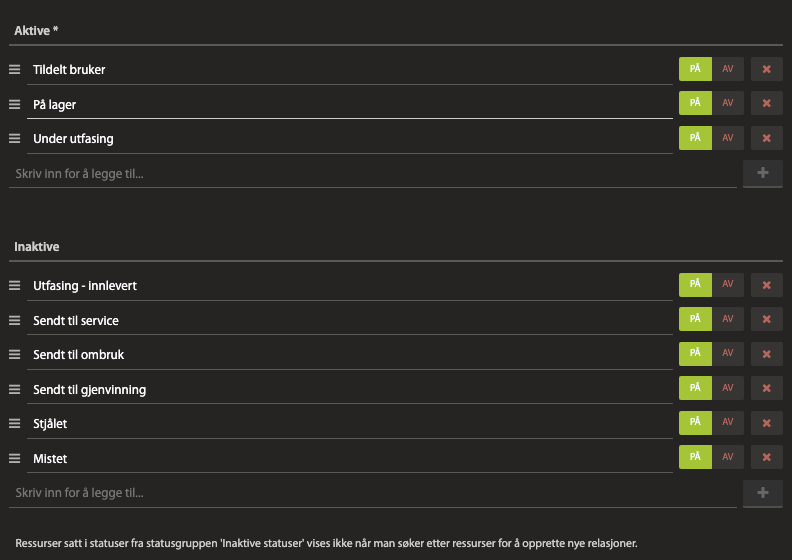 Aktive *
Tildelt bruker PÅ AV
På lager PÅ AV
Under utfasing PÅ AV
Skriv inn for å legge til...
Inaktive
Utfasing - innlevert PÅ AV
Sendt til service PÅ AV
Sendt til ombruk PÅ AV
Sendt til gjenvinning PÅ AV
Stjålet PÅ AV
Mistet PÅ AV
Skriv inn for å legge til...
Ressurser satt i statuser fra statusgruppen 'Inaktive statuser' vises ikke når man søker etter ressurser for å opprette nye relasjoner.